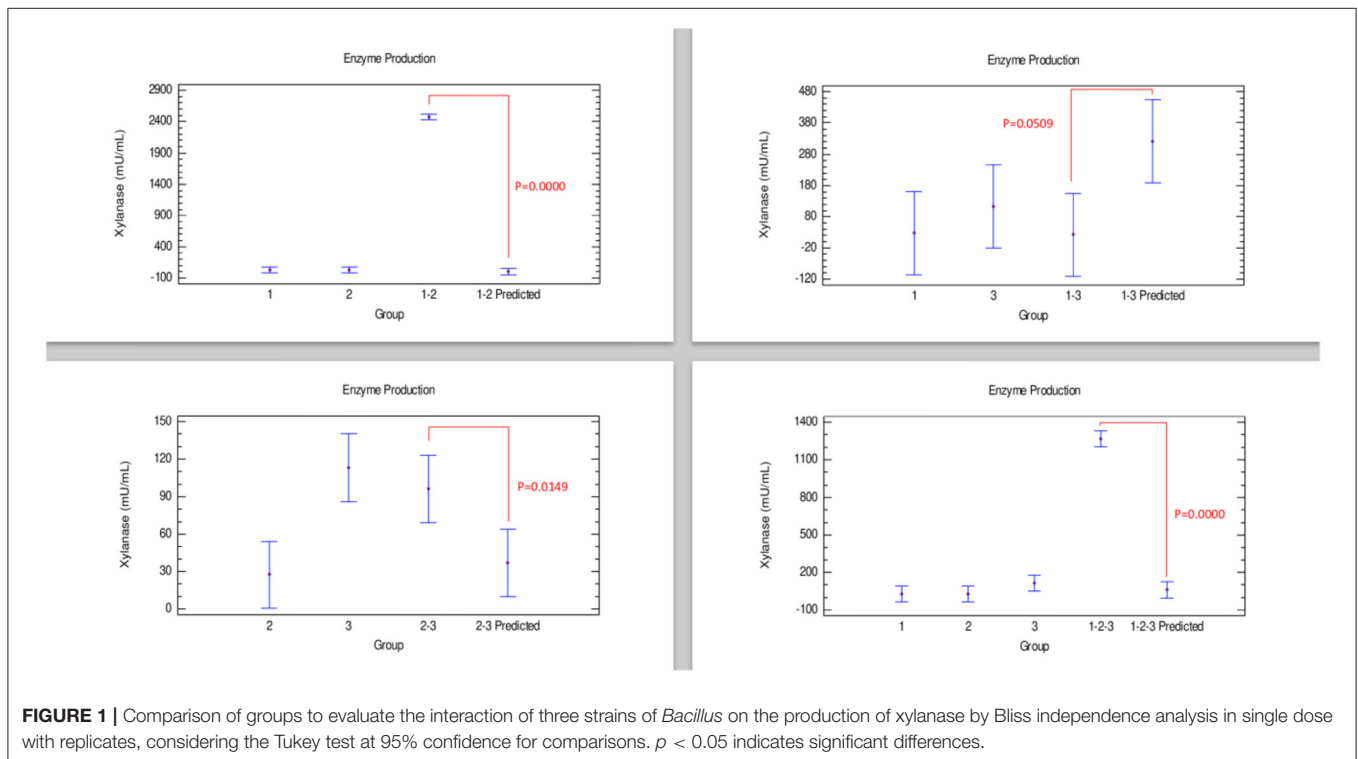 Enzyme Production
2900
2400
1900
1400
900
400
-100
Xylanase (mU/mL)
P=0.0000
1 2 1-2 1-2 Predicted
Group
Enzyme Production
480
380
280
180
80
-20
-120
Xylanase (mU/mL)
P=0.0509
1 3 1-3 1-3 Predicted
Group
Enzyme Production
150
120
90
60
30
0
Xylanase (mU/mL)
P=0.0149
2 3 2-3 2-3 Predicted
Group
Enzyme Production
1400
1100
800
500
200
-100
Xylanase (mU/mL)
P=0.0000
1 2 3 1-2-3 1-2-3 Predicted
Group
FIGURE 1 | Comparison of groups to evaluate the interaction of three strains of Bacillus on the production of xylanase by Bliss independence analysis in single dose
with replicates, considering the Tukey test at 95% confidence for comparisons. p < 0.05 indicates significant differences.